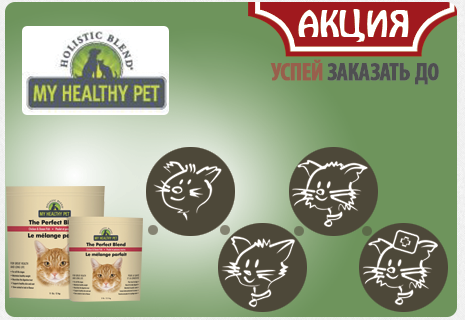 HOLISTIC BLEND®
MY HEALTHY PET
АКЦИЯ
УСПЕЙ ЗАКАЗАТЬ ДО
MY HEALTHY PET
The Perfect Blend
Le mélange parfait
MY HEALTHY PET
The Perfect Blend
Le mélange parfait